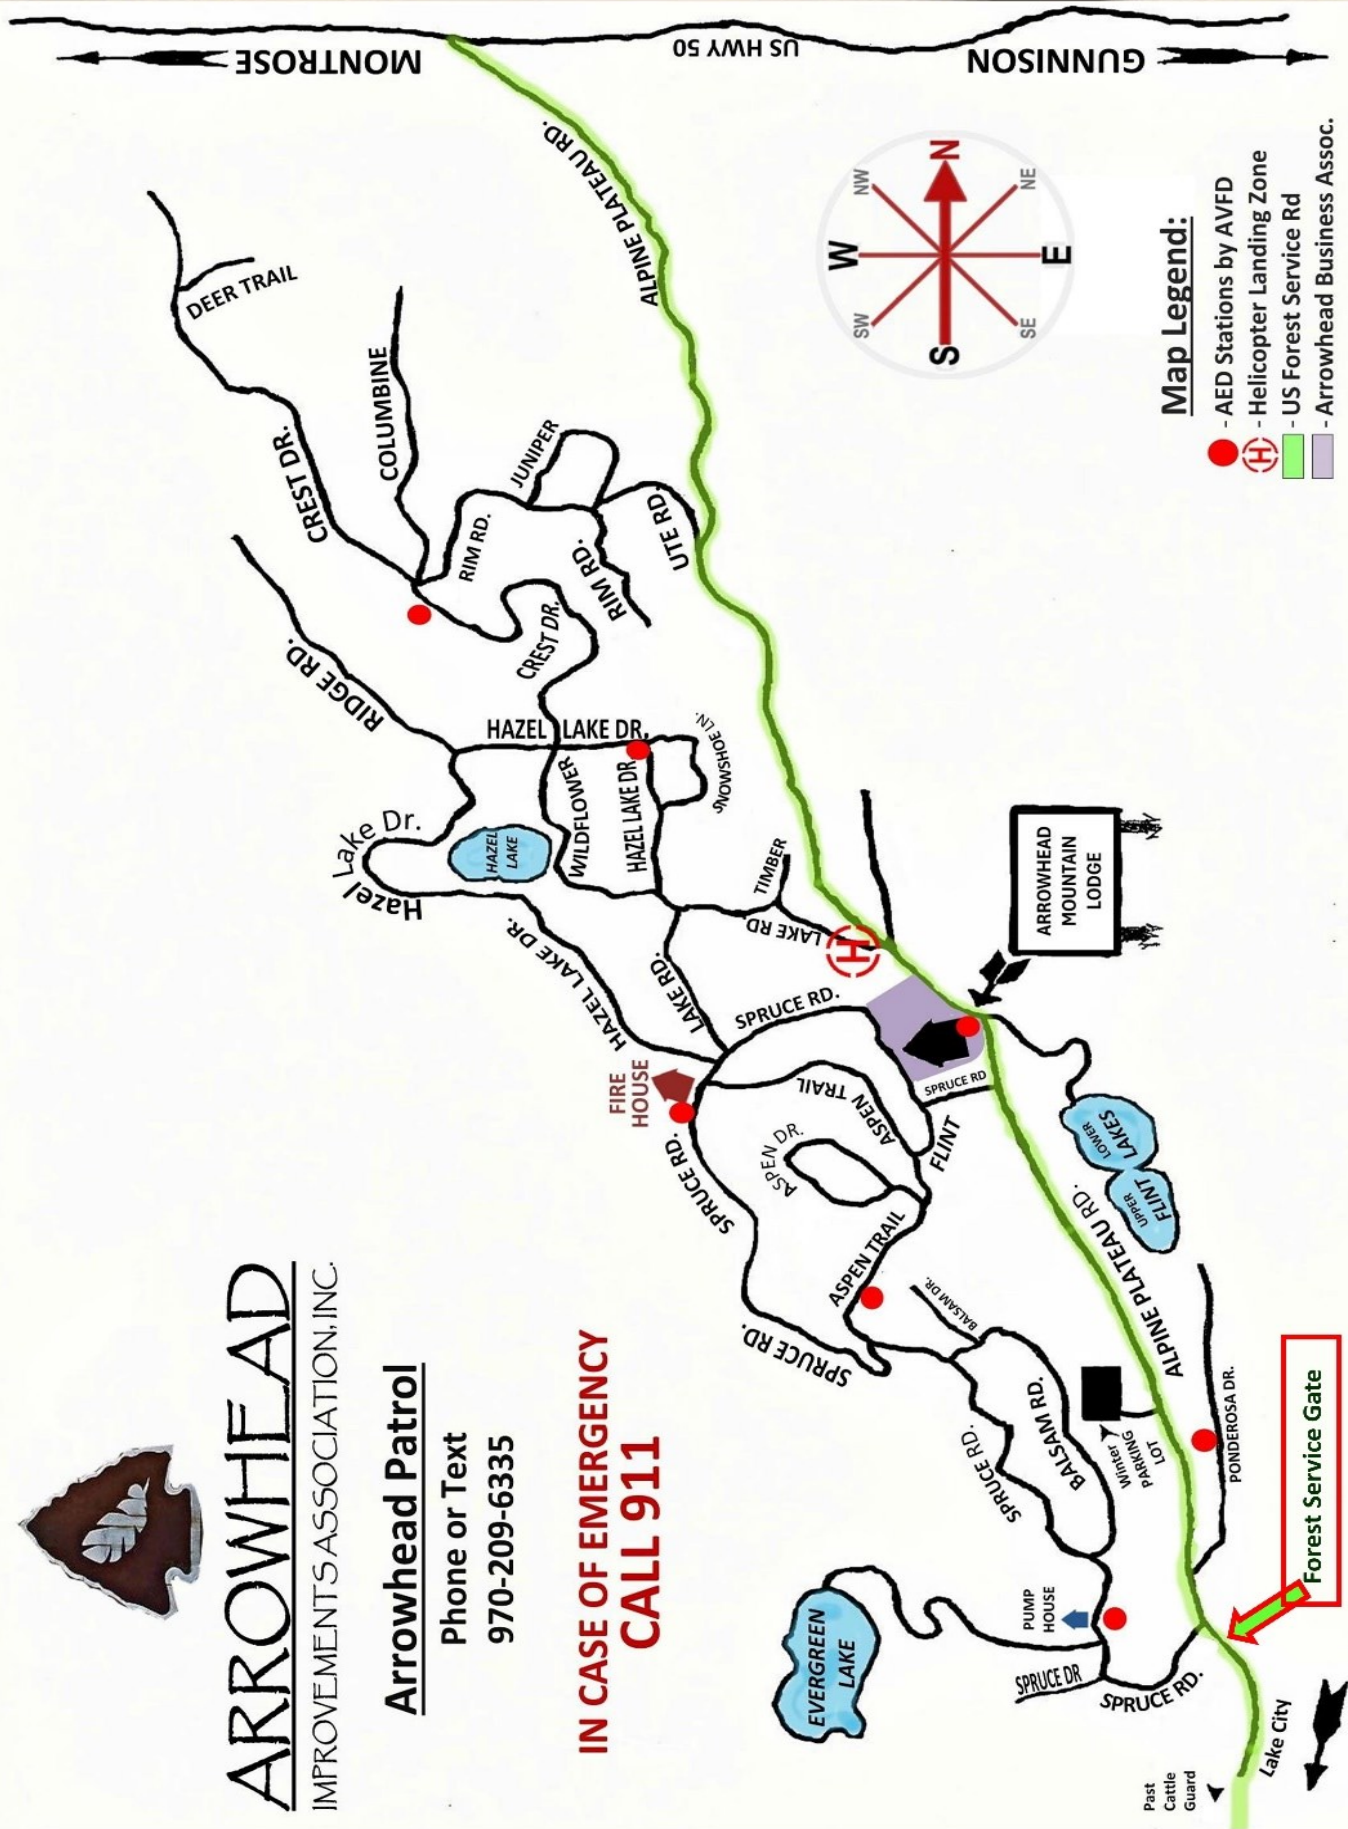 MONTROSE
US HWY 50
GUNNISON
ALPINE PLATEAU RD.
ALPINE PLATEAU RD.
DEER TRAIL
COLUMBINE
CREST DR.
JUNIPER
RIM RD.
RIM RD.
UTE RD.
CREST DR.
RIDGE RD.
HAZEL LAKE DR.
SNOWSHOE LN.
WILDFLOWER
HAZEL LAKE DR
Hazel Lake Dr.
HAZEL
LAKE
TIMBER
LAKE RD.
HAZEL LAKE DR.
HAZEL LAKE DR.
LAKE RD.
SPRUCE RD.
H
N
NE
E
SE
S
SW
W
NW
Map Legend:
- AED Stations by AVFD
H - Helicopter Landing Zone
- US Forest Service Rd
- Arrowhead Business Assoc.
ARROWHEAD
MOUNTAIN
LODGE
FIRE
HOUSE
SPRUCE RD.
ASPEN TRAIL
ASPEN DR.
SPRUCE RD
FLINT
LOWER
LAKES
UPPER
FLINT
ASPEN TRAIL
SPRUCE RD.
BALSAM DR.
ALPINE PLATEAU RD.
SPRUCE RD.
BALSAM RD.
Winter
PARKING
LOT
PONDEROSA DR.
EVERGREEN
LAKE
PUMP
HOUSE
SPRUCE DR
SPRUCE RD.
Forest Service Gate
Lake City
Past
Cattle
Guard
ARROWHEAD
IMPROVEMENTS ASSOCIATION, INC.
Arrowhead Patrol
Phone or Text
970-209-6335
IN CASE OF EMERGENCY
CALL 911